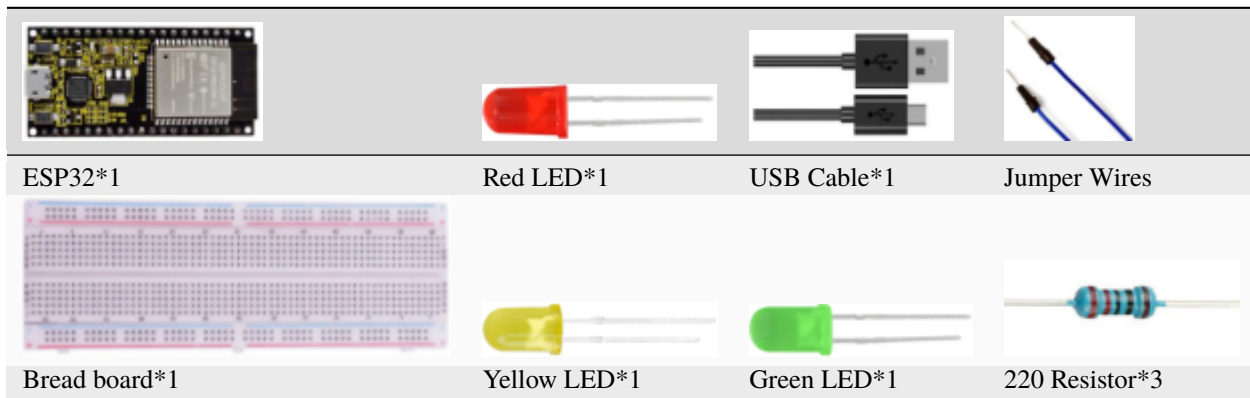 ESP32*1
Red LED*1
USB Cable*1
Jumper Wires
Bread board*1
Yellow LED*1
Green LED*1
220 Resistor*3